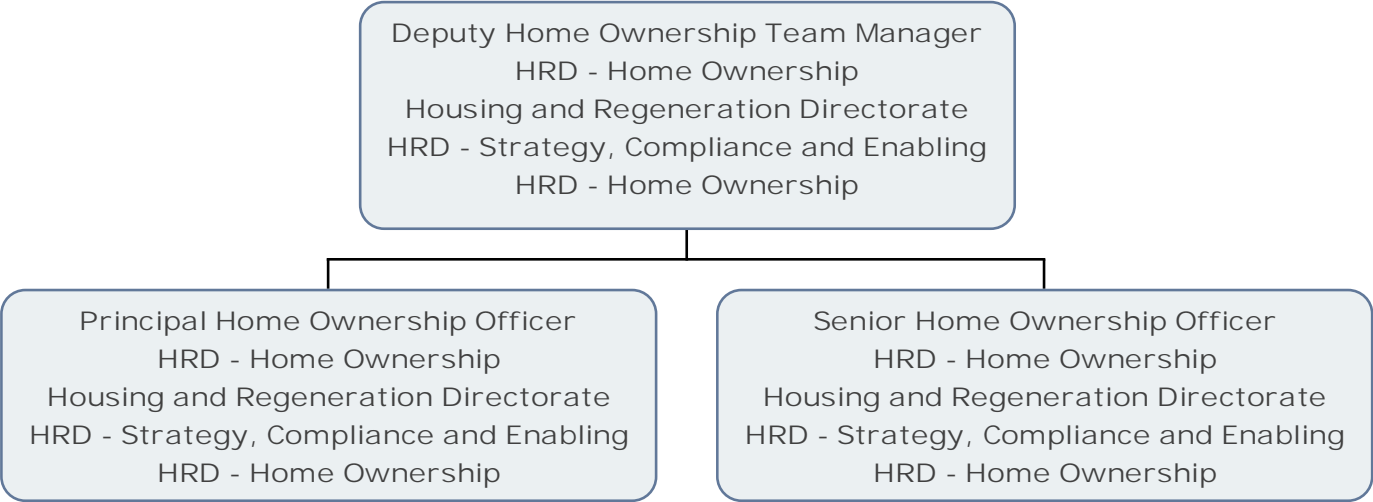 Deputy Home Ownership Team Manager
HRD - Home Ownership
Housing and Regeneration Directorate
HRD - Strategy, Compliance and Enabling
HRD - Home Ownership
Principal Home Ownership Officer
HRD - Home Ownership
Housing and Regeneration Directorate
HRD - Strategy, Compliance and Enabling
HRD - Home Ownership
Senior Home Ownership Officer
HRD - Home Ownership
Housing and Regeneration Directorate
HRD - Strategy, Compliance and Enabling
HRD - Home Ownership